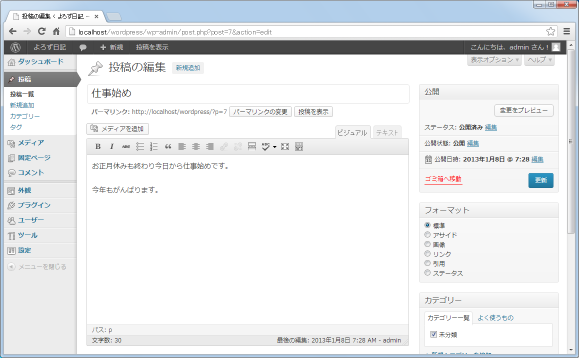 投稿の編集 ‹ よろず日記 —
localhost/wordpress/wp-admin/post.php?post=7&action=edit
よろず日記 + 新規 投稿を表示 こんにちは、admin さん！
表示オプション ヘルプ
ダッシュボード
投稿
投稿一覧
新規追加
カテゴリー
タグ
メディア
固定ページ
コメント
外観
プラグイン
ユーザー
ツール
設定
メニューを閉じる
投稿の編集 新規追加
仕事始め
パーマリンク: http://localhost/wordpress/?p=7 パーマリンクの変更 投稿を表示
メディアを追加
ビジュアル テキスト
B I ABC
お正月休みも終わり今日から仕事始めです。
今年もがんばります。
パス: p
文字数: 30 最後の編集: 2013年1月8日 7:28 AM - admin
公開
変更をプレビュー
ステータス: 公開済み 編集
公開状態: 公開 編集
公開日時: 2013年1月8日 @ 7:28 編集
ゴミ箱へ移動 更新
フォーマット
標準
アサイド
画像
リンク
引用
ステータス
カテゴリー
カテゴリー一覧 よく使うもの
未分類